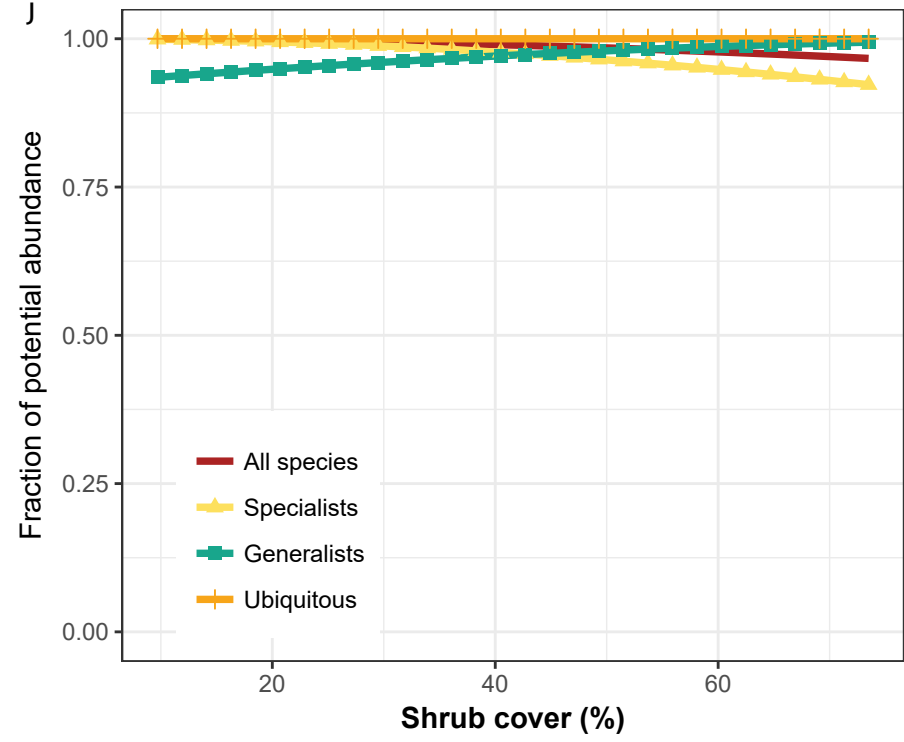 J
1.00
0.75
0.50
0.25
0.00
Fraction of potential abundance
All species
Specialists
Generalists
Ubiquitous
20 40 60
Shrub cover (%)